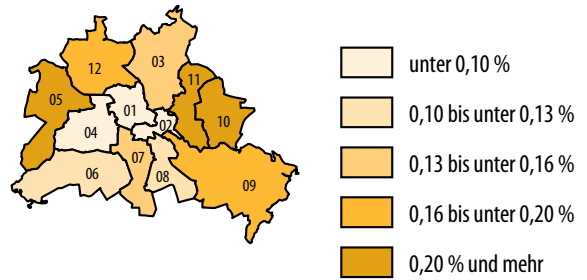 12
03
11
05
01
02
10
04
07
06
08
09
unter 0,10 %
0,10 bis unter 0,13 %
0,13 bis unter 0,16 %
0,16 bis unter 0,20 %
0,20 % und mehr